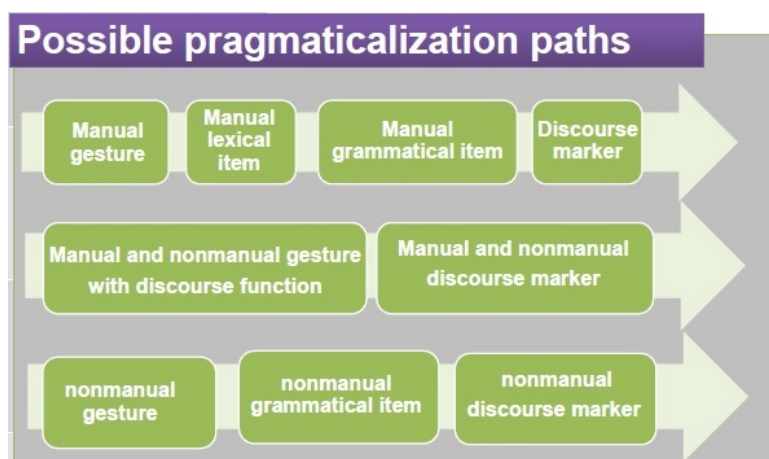 Possible pragmaticalization paths
Manual
gesture
Manual
lexical
item
Manual
grammatical item
Discourse
marker
Manual and nonmanual gesture
with discourse function
Manual and nonmanual
discourse marker
nonmanual
gesture
nonmanual
grammatical item
nonmanual
discourse marker